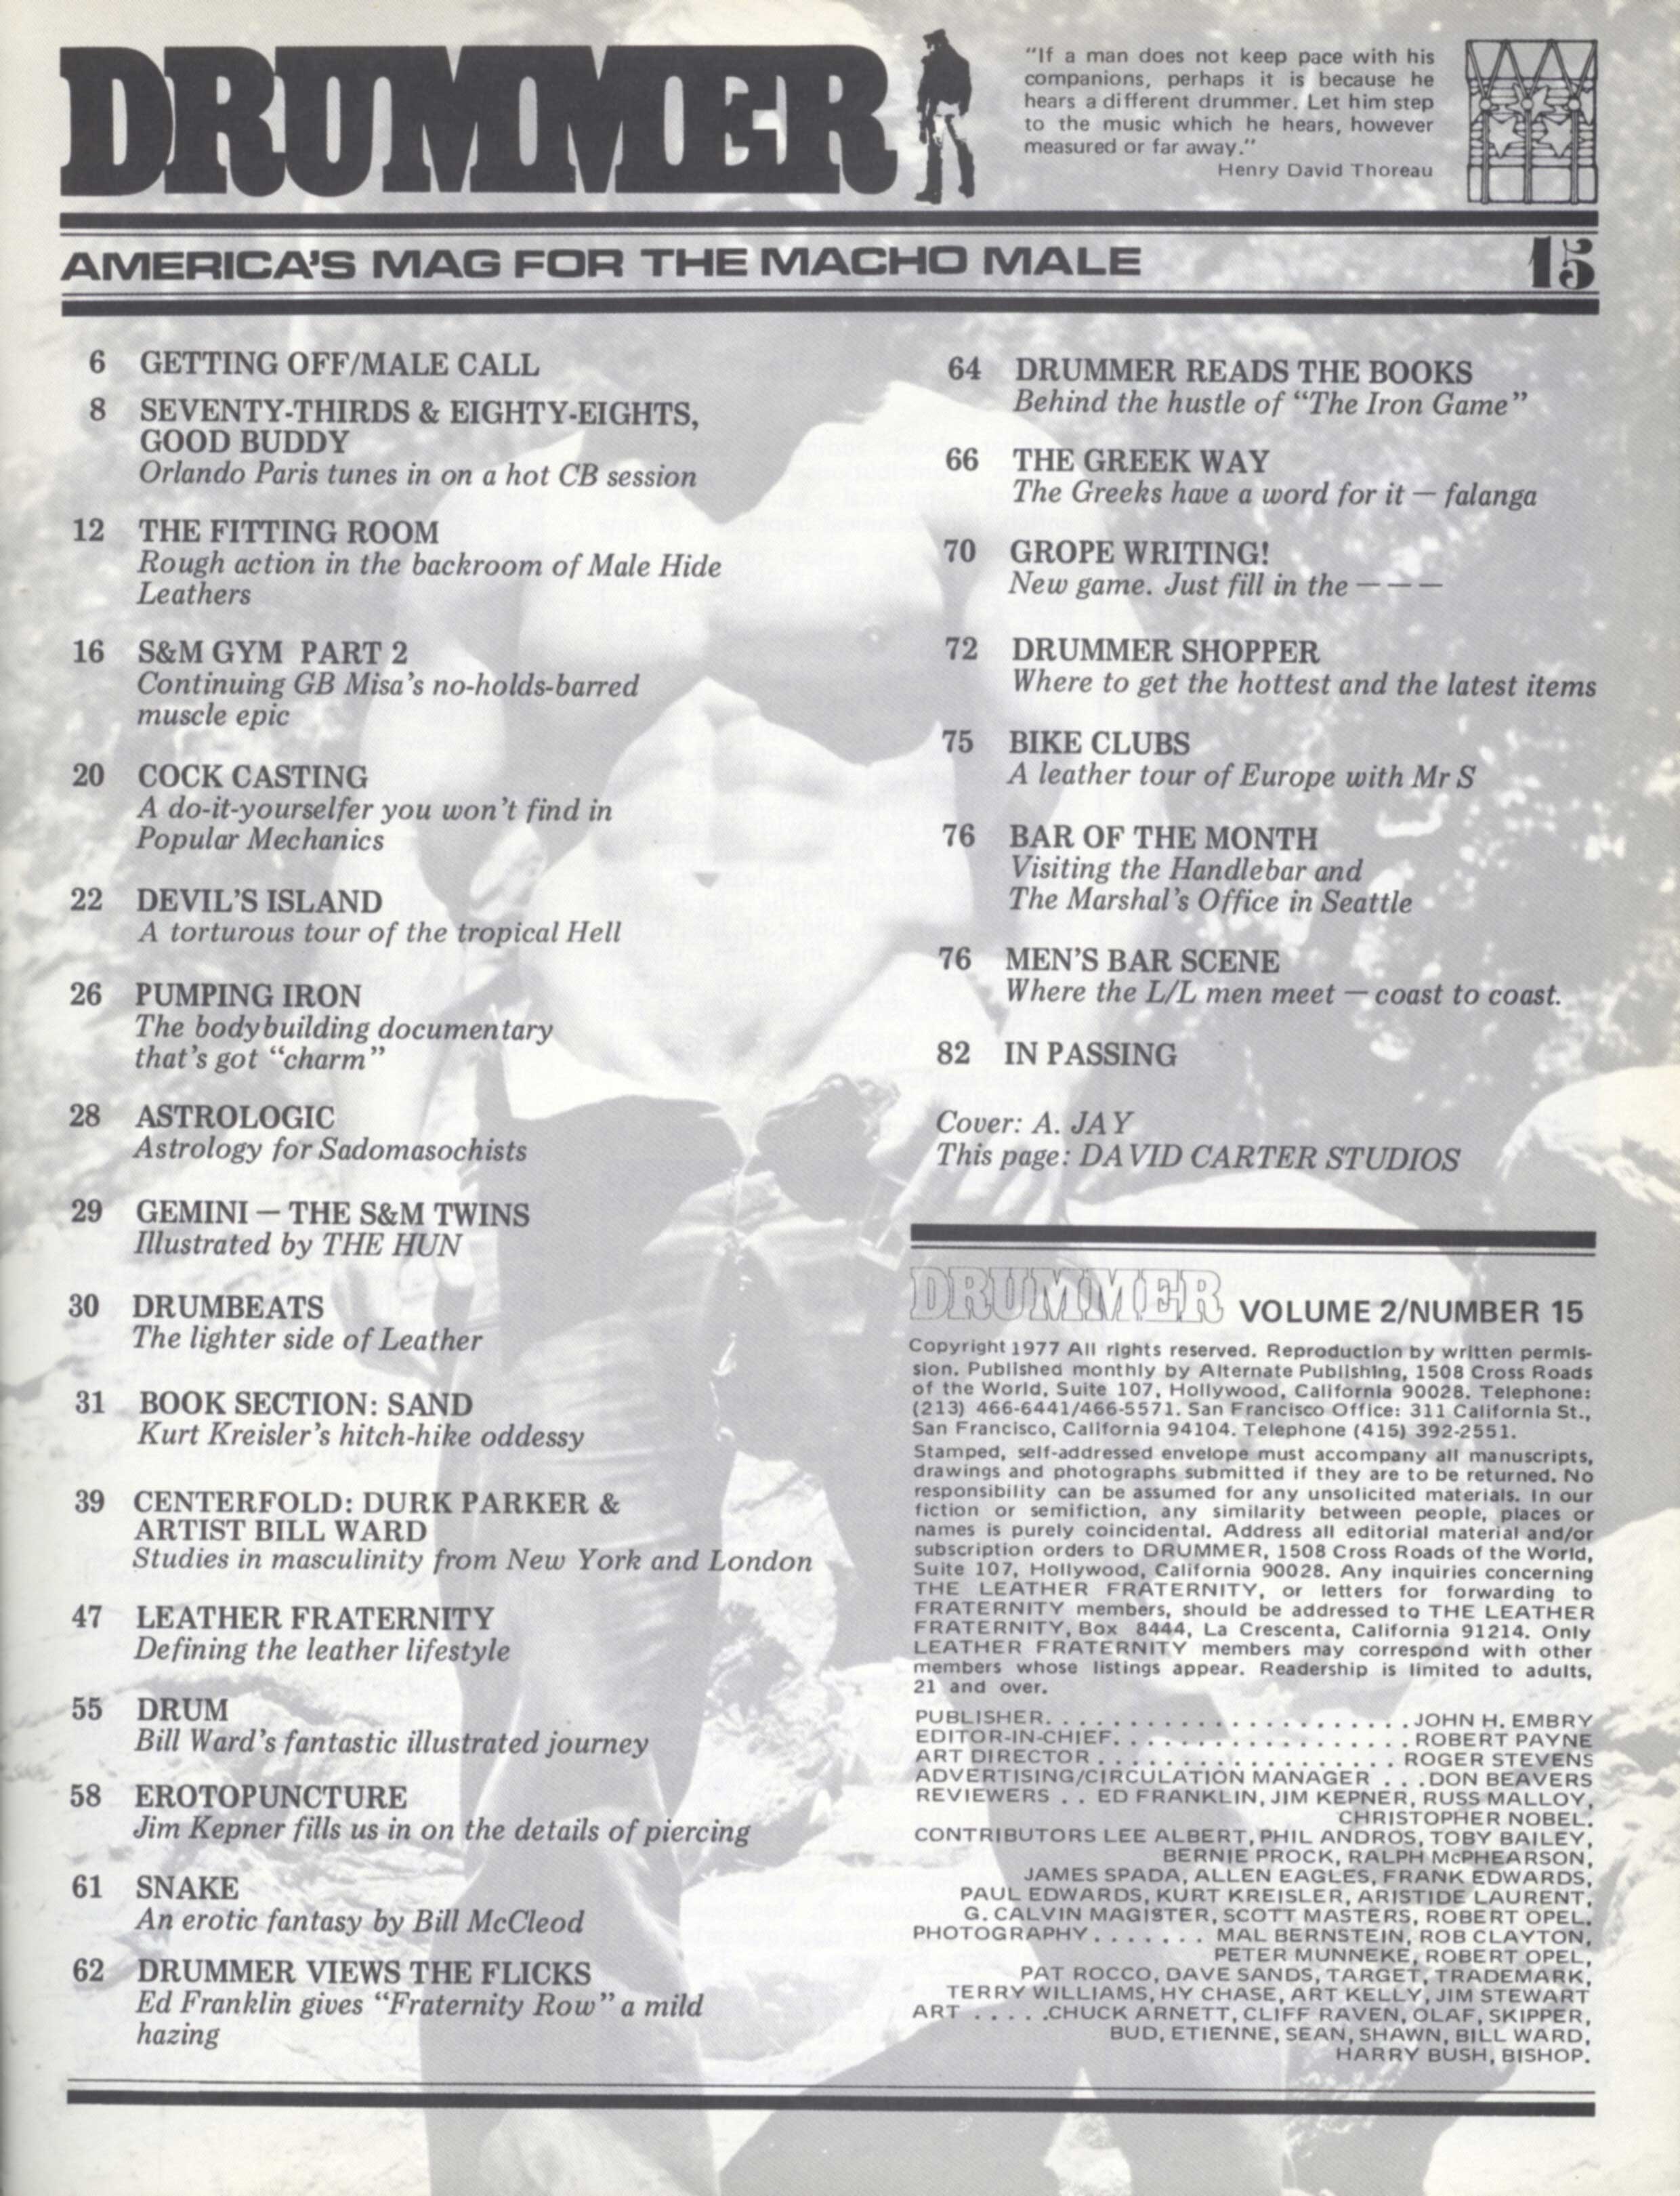 DRUMMER
"If a man does not keep pace with his
companions, perhaps it is because he
hears a different drummer. Let him step
to the music which he hears, however
measured or far away."
Henry David Thoreau
AMERICA'S MAG FOR THE MACHO MALE
15
6 GETTING OFF/MALE CALL
8 SEVENTY-THIRDS & EIGHTY-EIGHTS,
GOOD BUDDY
Orlando Paris tunes in on a hot CB session
12 THE FITTING ROOM
Rough action in the backroom of Male Hide
Leathers
16 S&M GYM PART 2
Continuing GB Misa's no-holds-barred
muscle epic
20 COCK CASTING
A do-it-yourselfer you won't find in
Popular Mechanics
22 DEVIL'S ISLAND
A torturous tour of the tropical Hell
26 PUMPING IRON
The bodybuilding documentary
that's got "charm"
28 ASTROLOGIC
Astrology for Sadomasochists
29 GEMINI — THE S&M TWINS
Illustrated by THE HUN
30 DRUMBEATS
The lighter side of Leather
31 BOOK SECTION: SAND
Kurt Kreisler's hitch-hike oddessy
39 CENTERFOLD: DURK PARKER &
ARTIST BILL WARD
Studies in masculinity from New York and London
47 LEATHER FRATERNITY
Defining the leather lifestyle
55 DRUM
Bill Ward's fantastic illustrated journey
58 EROTOPUNCTURE
Jim Kepner fills us in on the details of piercing
61 SNAKE
An erotic fantasy by Bill McCleod
62 DRUMMER VIEWS THE FLICKS
Ed Franklin gives "Fraternity Row" a mild
hazing
64 DRUMMER READS THE BOOKS
Behind the hustle of "The Iron Game"
66 THE GREEK WAY
The Greeks have a word for it — falanga
70 GROPE WRITING!
New game. Just fill in the — — —
72 DRUMMER SHOPPER
Where to get the hottest and the latest items
75 BIKE CLUBS
A leather tour of Europe with Mr S
76 BAR OF THE MONTH
Visiting the Handlebar and
The Marshal's Office in Seattle
76 MEN'S BAR SCENE
Where the L/L men meet — coast to coast.
82 IN PASSING
Cover: A. JAY
This page: DAVID CARTER STUDIOS
DRUMMER VOLUME 2/NUMBER 15
Copyright 1977 All rights reserved. Reproduction by written permis-
sion. Published monthly by Alternate Publishing, 1508 Cross Roads
of the World, Suite 107, Hollywood, California 90028. Telephone:
(213) 466-6441/466-5571. San Francisco Office: 311 California St.,
San Francisco, California 94104. Telephone (415) 392-2551.
Stamped, self-addressed envelope must accompany all manuscripts,
drawings and photographs submitted if they are to be returned. No
responsibility can be assumed for any unsolicited materials. In our
fiction or semifiction, any similarity between people, places or
names is purely coincidental. Address all editorial material and/or
subscription orders to DRUMMER, 1508 Cross Roads of the World,
Suite 107, Hollywood, California 90028. Any inquiries concerning
THE LEATHER FRATERNITY, or letters for forwarding to
FRATERNITY members, should be addressed to THE LEATHER
FRATERNITY, Box 8444, La Crescenta, California 91214. Only
LEATHER FRATERNITY members may correspond with other
members whose listings appear. Readership is limited to adults,
21 and over.
PUBLISHER. . . . . . . . . . . . . . . . . . . . . . . . JOHN H. EMBRY
EDITOR-IN-CHIEF. . . . . . . . . . . . . . . . . . . ROBERT PAYNE
ART DIRECTOR . . . . . . . . . . . . . . . . . . . . ROGER STEVENS
ADVERTISING/CIRCULATION MANAGER . . .DON BEAVERS
REVIEWERS . . ED FRANKLIN, JIM KEPNER, RUSS MALLOY,
CHRISTOPHER NOBEL.
CONTRIBUTORS LEE ALBERT, PHIL ANDROS, TOBY BAILEY,
BERNIE PROCK, RALPH McPHEARSON,
JAMES SPADA, ALLEN EAGLES, FRANK EDWARDS,
PAUL EDWARDS, KURT KREISLER, ARISTIDE LAURENT,
G. CALVIN MAGISTER, SCOTT MASTERS, ROBERT OPEL.
PHOTOGRAPHY . . . . . . . MAL BERNSTEIN, ROB CLAYTON,
PETER MUNNEKE, ROBERT OPEL,
PAT ROCCO, DAVE SANDS, TARGET, TRADEMARK,
TERRY WILLIAMS, HY CHASE, ART KELLY, JIM STEWART
ART . . . . .CHUCK ARNETT, CLIFF RAVEN, OLAF, SKIPPER,
BUD, ETIENNE, SEAN, SHAWN, BILL WARD,
HARRY BUSH, BISHOP.